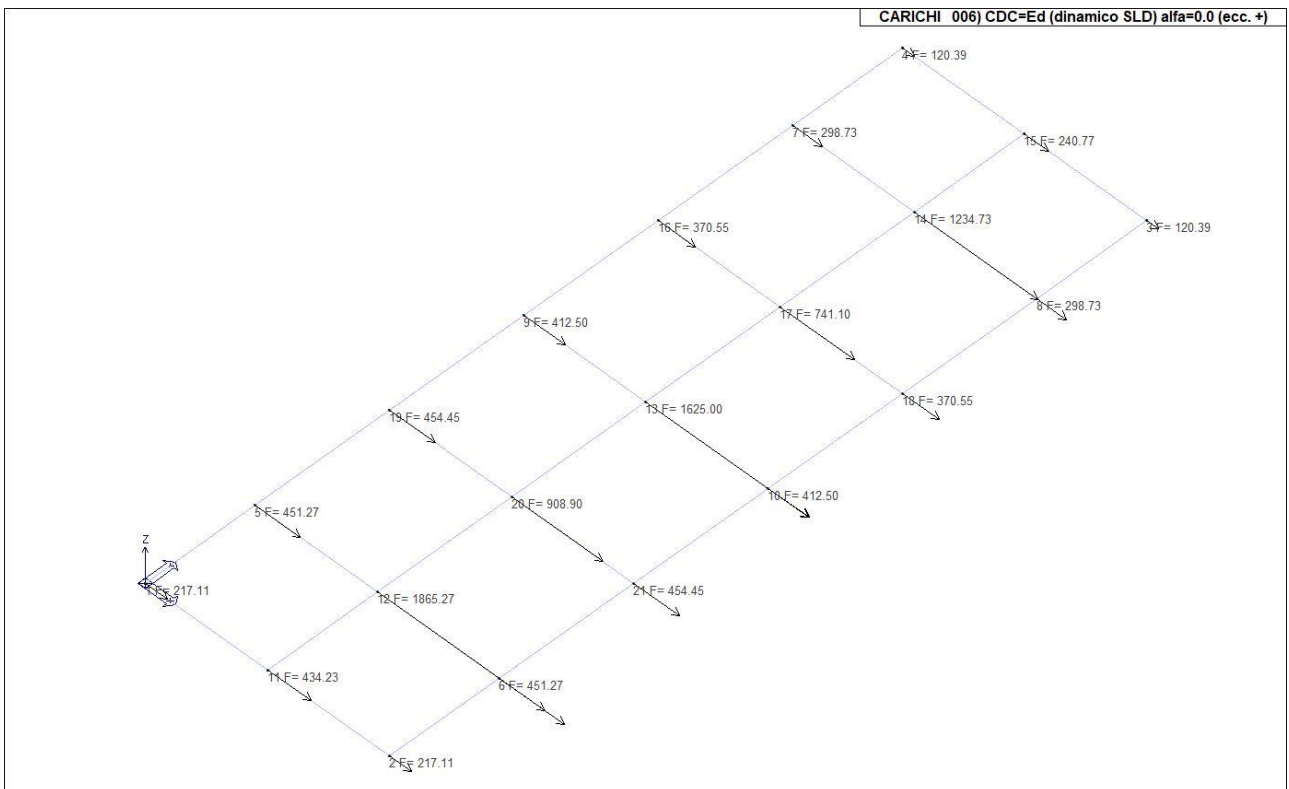 CARICHI 006) CDC=Ed (dinamico SLD) alfa=0.0 (ecc. +)
4 F= 120.39
7 F= 298.73
15 F= 240.77
14 F= 1234.73
16 F= 370.55
3 F= 120.39
8 F= 298.73
17 F= 741.10
9 F= 412.50
18 F= 370.55
13 F= 1625.00
19 F= 454.45
10 F= 412.50
20 F= 908.90
5 F= 451.27
Z
21 F= 454.45
1 F= 217.11
12 F= 1865.27
11 F= 434.23
6 F= 451.27
2 F= 217.11